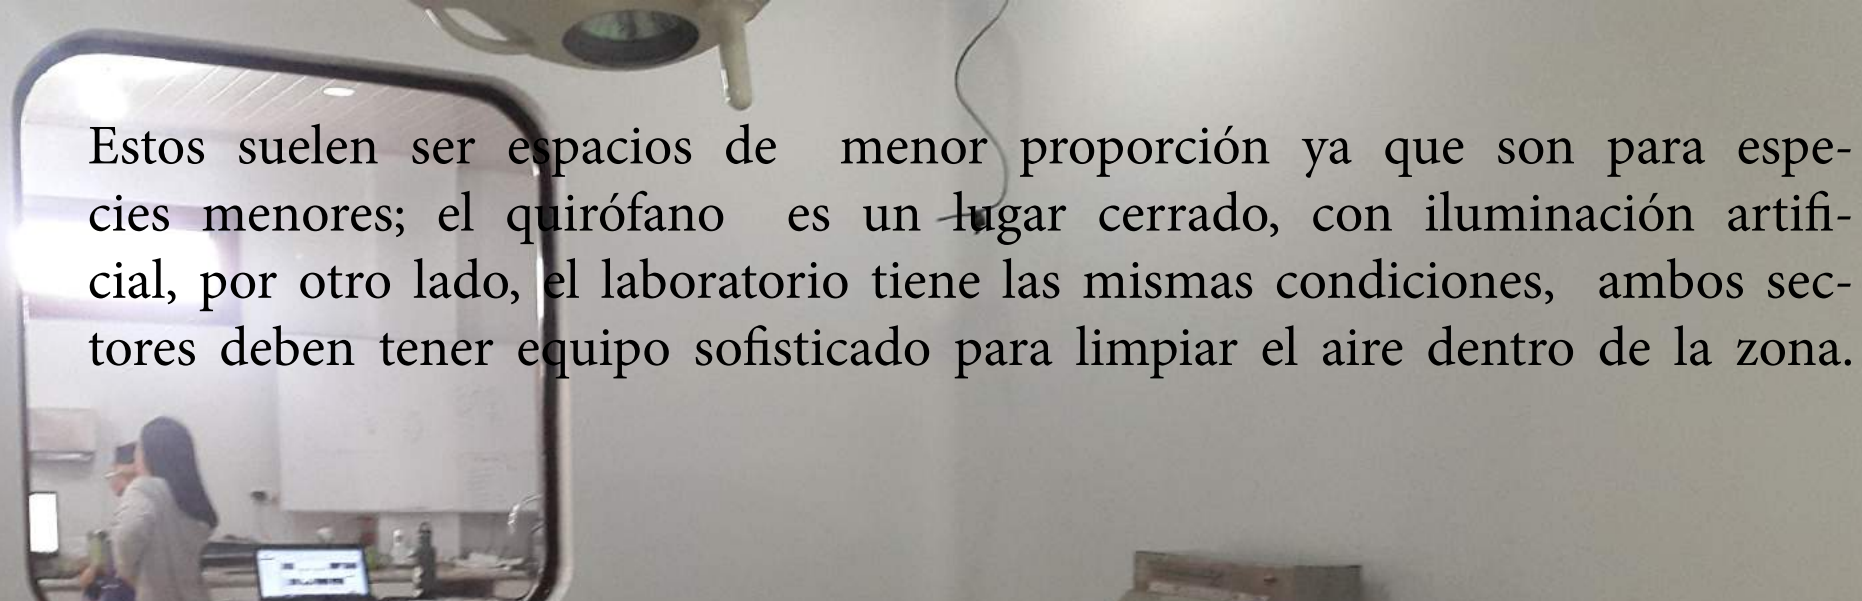 Estos suelen ser espacios de menor proporción ya que son para espe-
cies menores; el quirófano es un lugar cerrado, con iluminación artifi-
cial, por otro lado, el laboratorio tiene las mismas condiciones, ambos sec-
tores deben tener equipo sofisticado para limpiar el aire dentro de la zona.